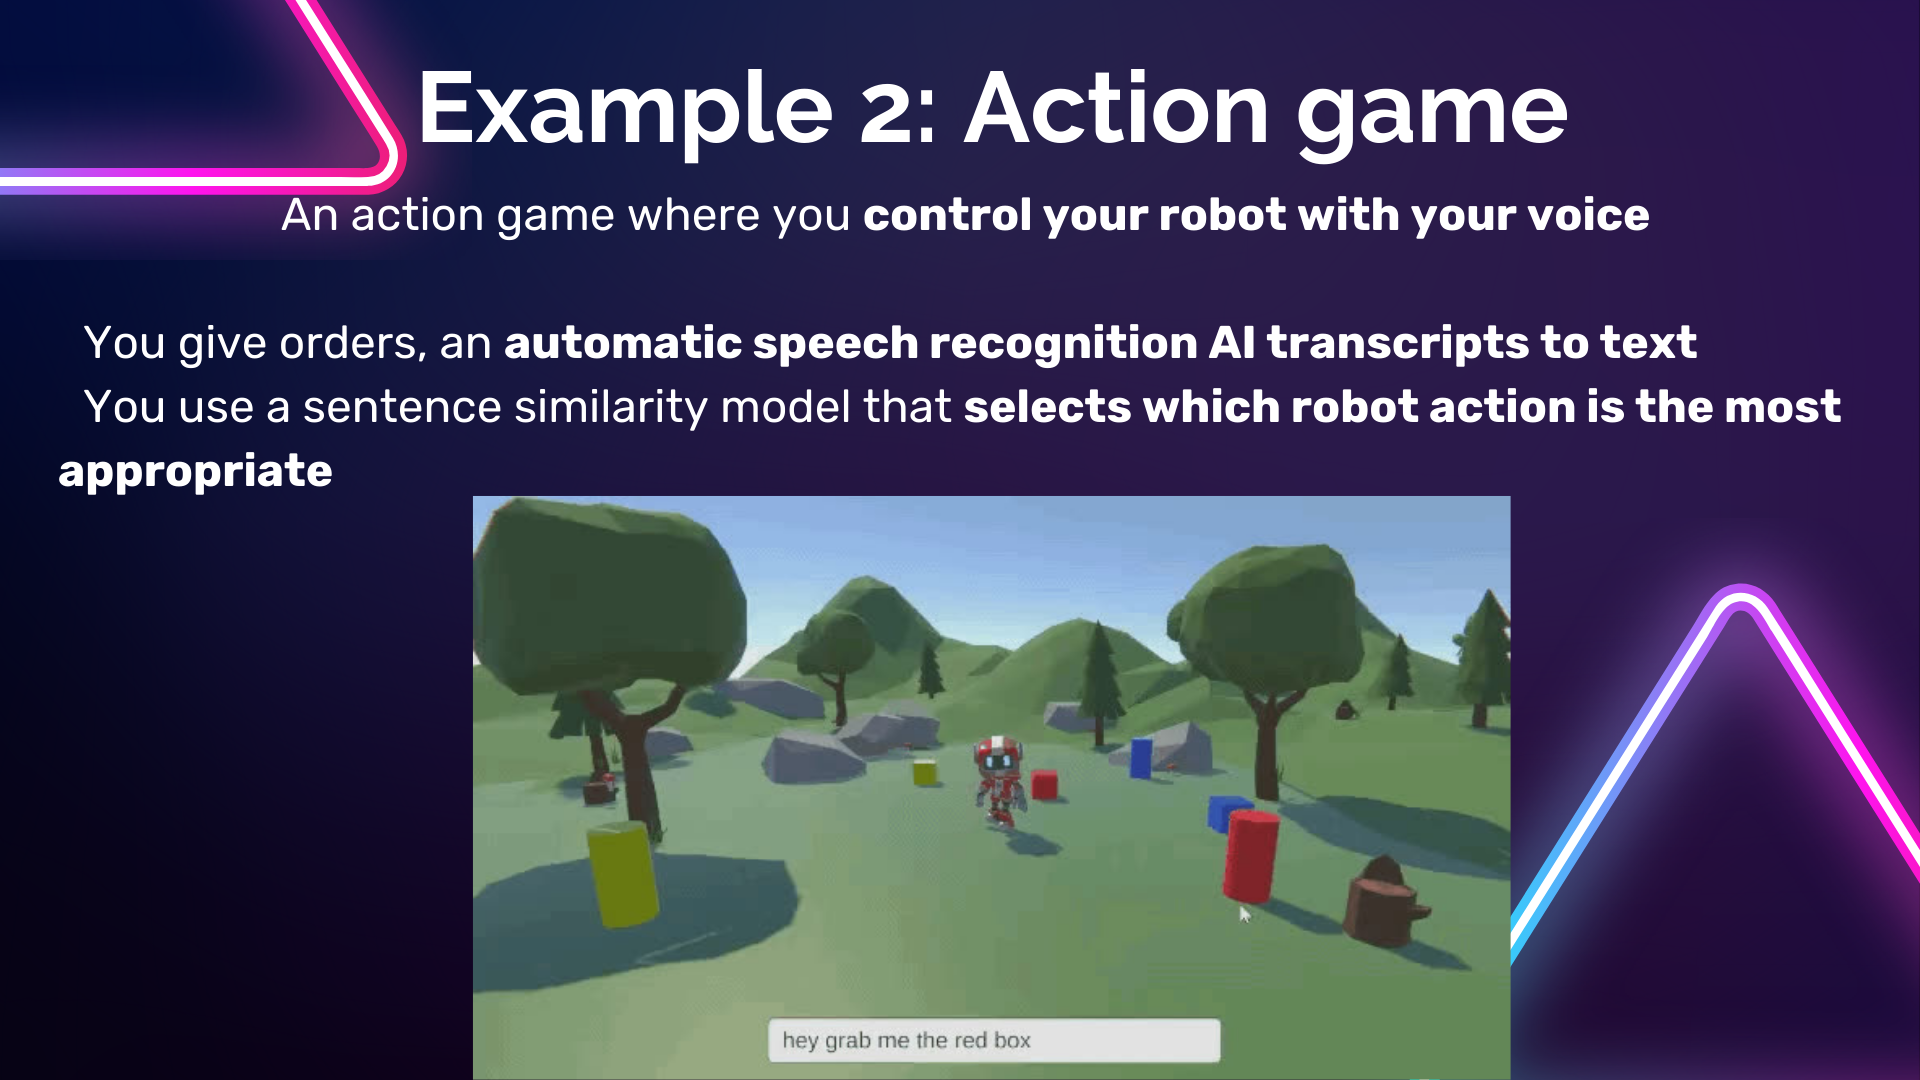 Example 2: Action game
An action game where you control your robot with your voice
You give orders, an automatic speech recognition AI transcripts to text
You use a sentence similarity model that selects which robot action is the most
appropriate
hey grab me the red box